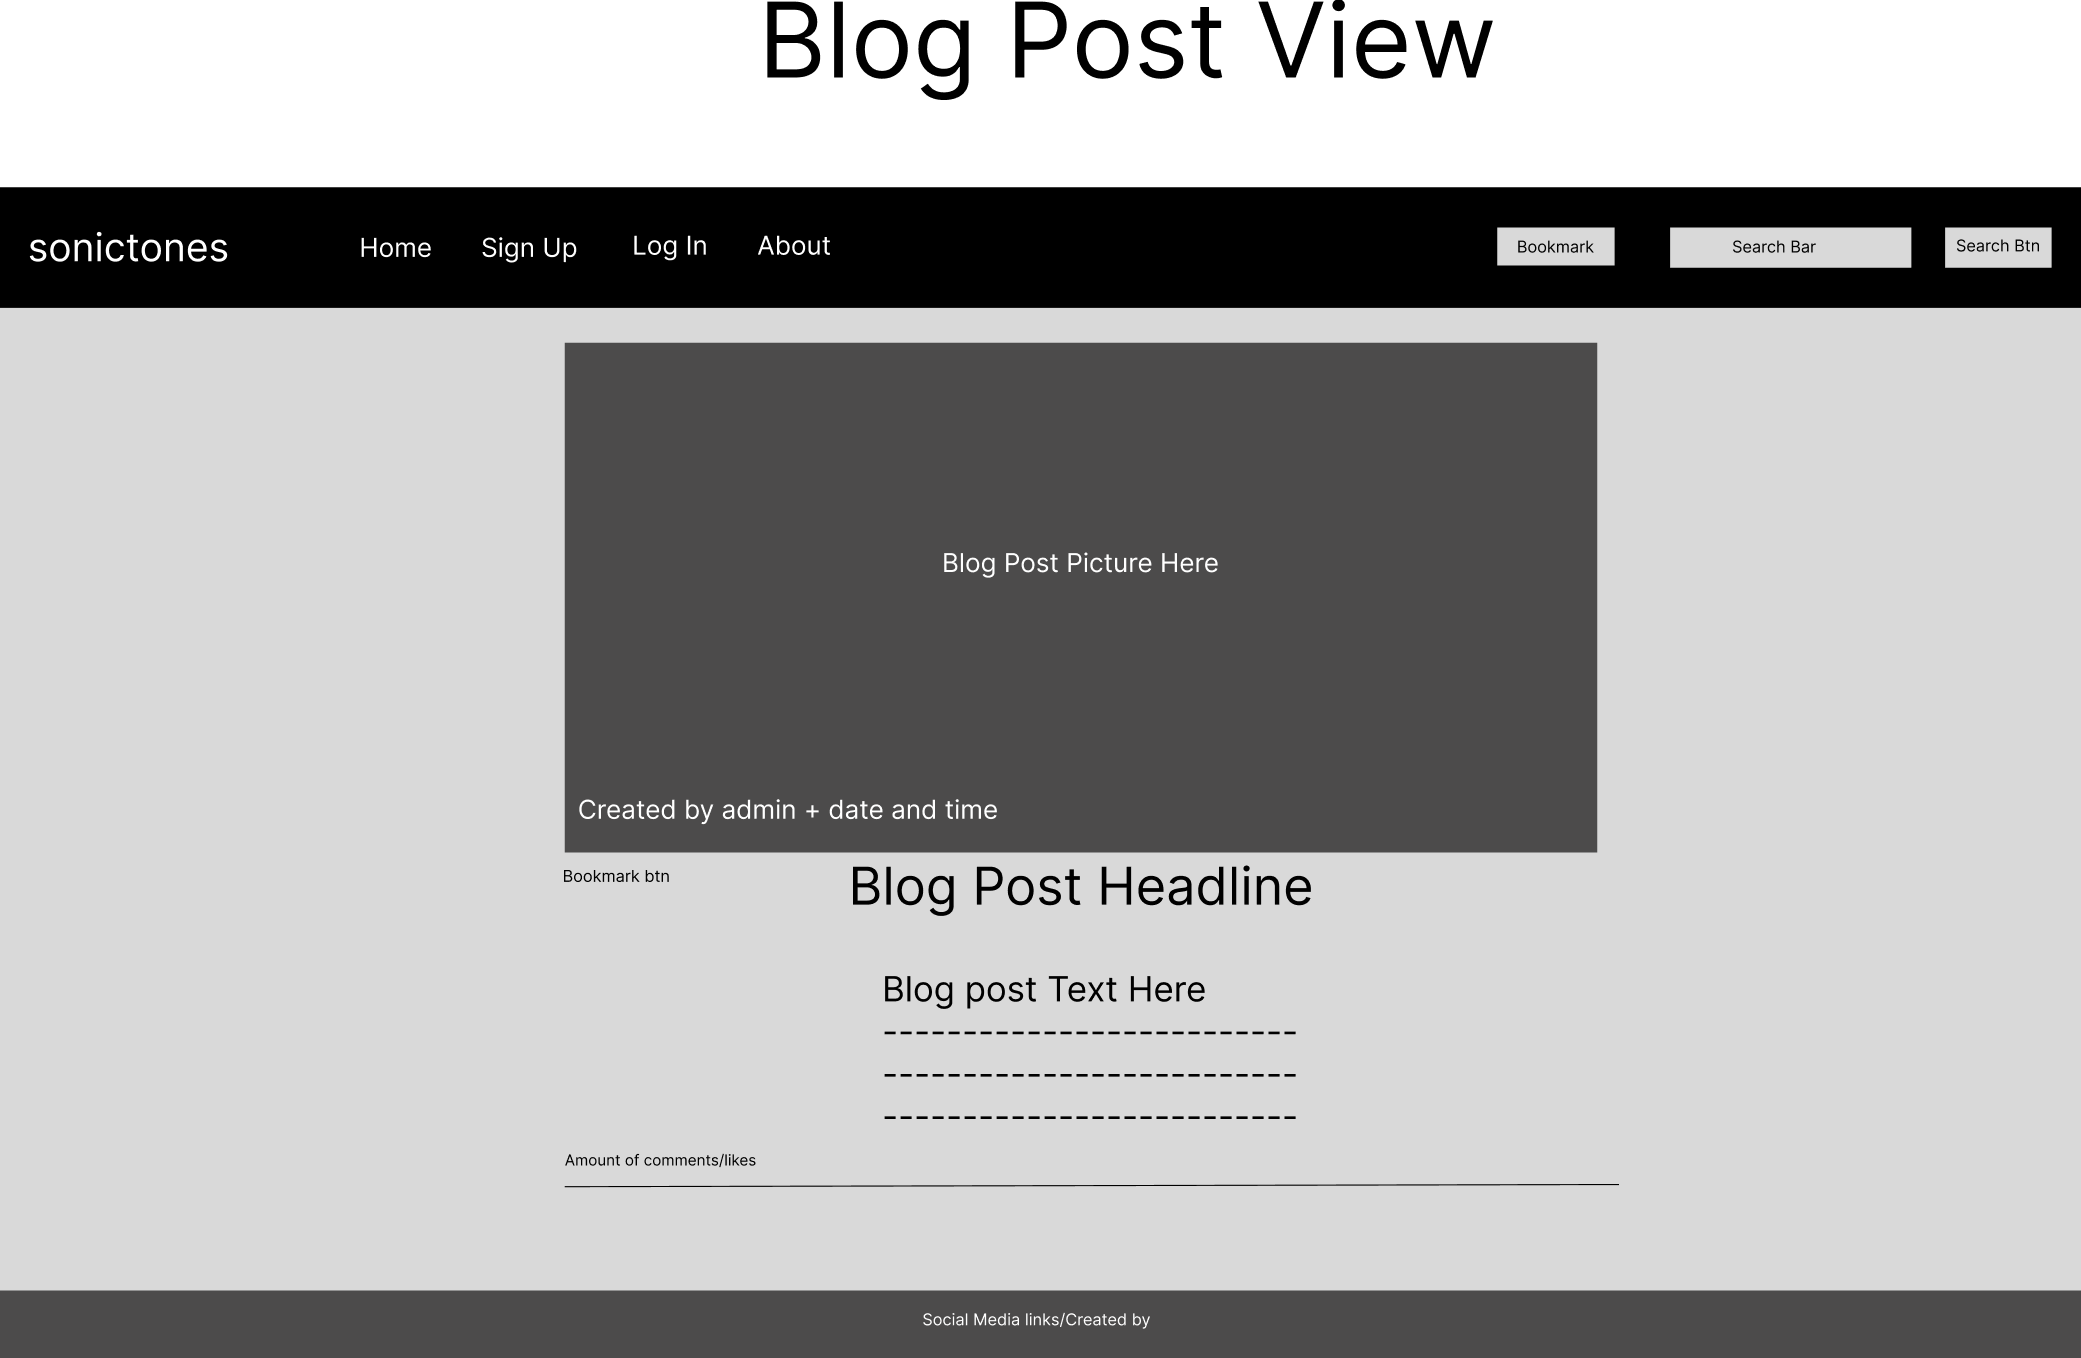 Blog Post View
sonictones Home Sign Up Log In About Bookmark Search Bar Search Btn
Blog Post Picture Here
Created by admin + date and time
Bookmark btn
Blog Post Headline
Blog post Text Here
--------------------------
--------------------------
--------------------------
Amount of comments/likes
Social Media links/Created by